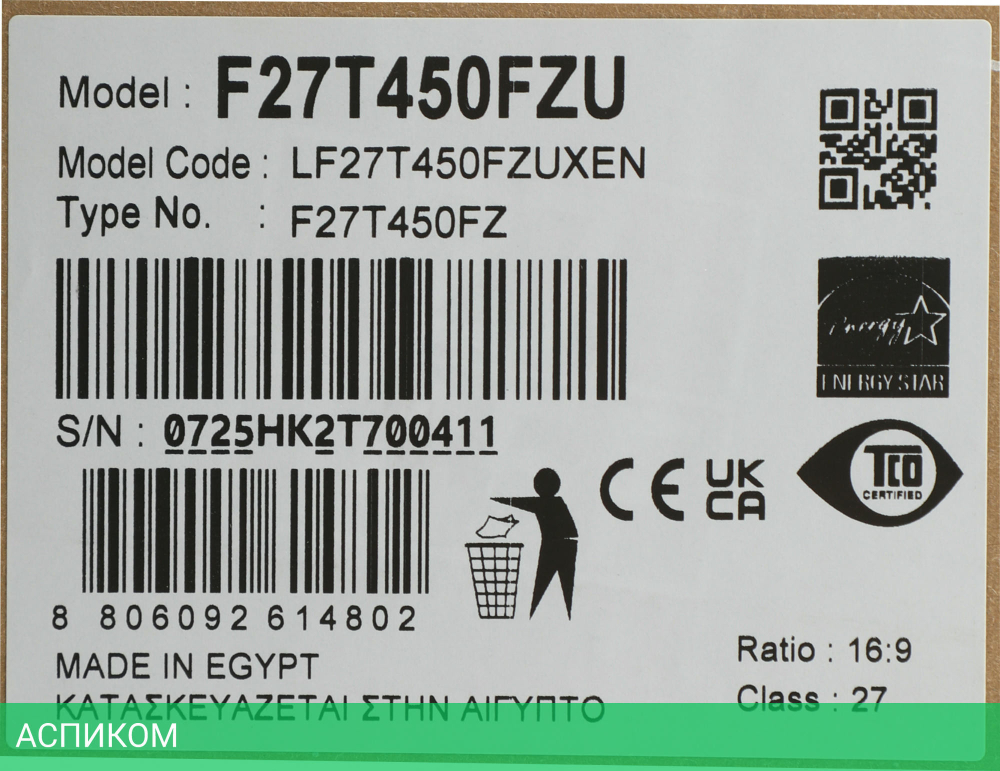 Model : F27T450FZU
Model Code : LF27T450FZUXEN
Type No. : F27T450FZ
Energy
ENERGY STAR
S/N : 0725HK2T700411
CE UK CA
TCO CERTIFIED
8 806092 614802
MADE IN EGYPT
ΚΑΤΑΣΚΕΥΑΖΕΤΑΙ ΣΤΗΝ ΑΙΓΥΠΤΟ
Ratio : 16:9
Class : 27
АСПИКОМ